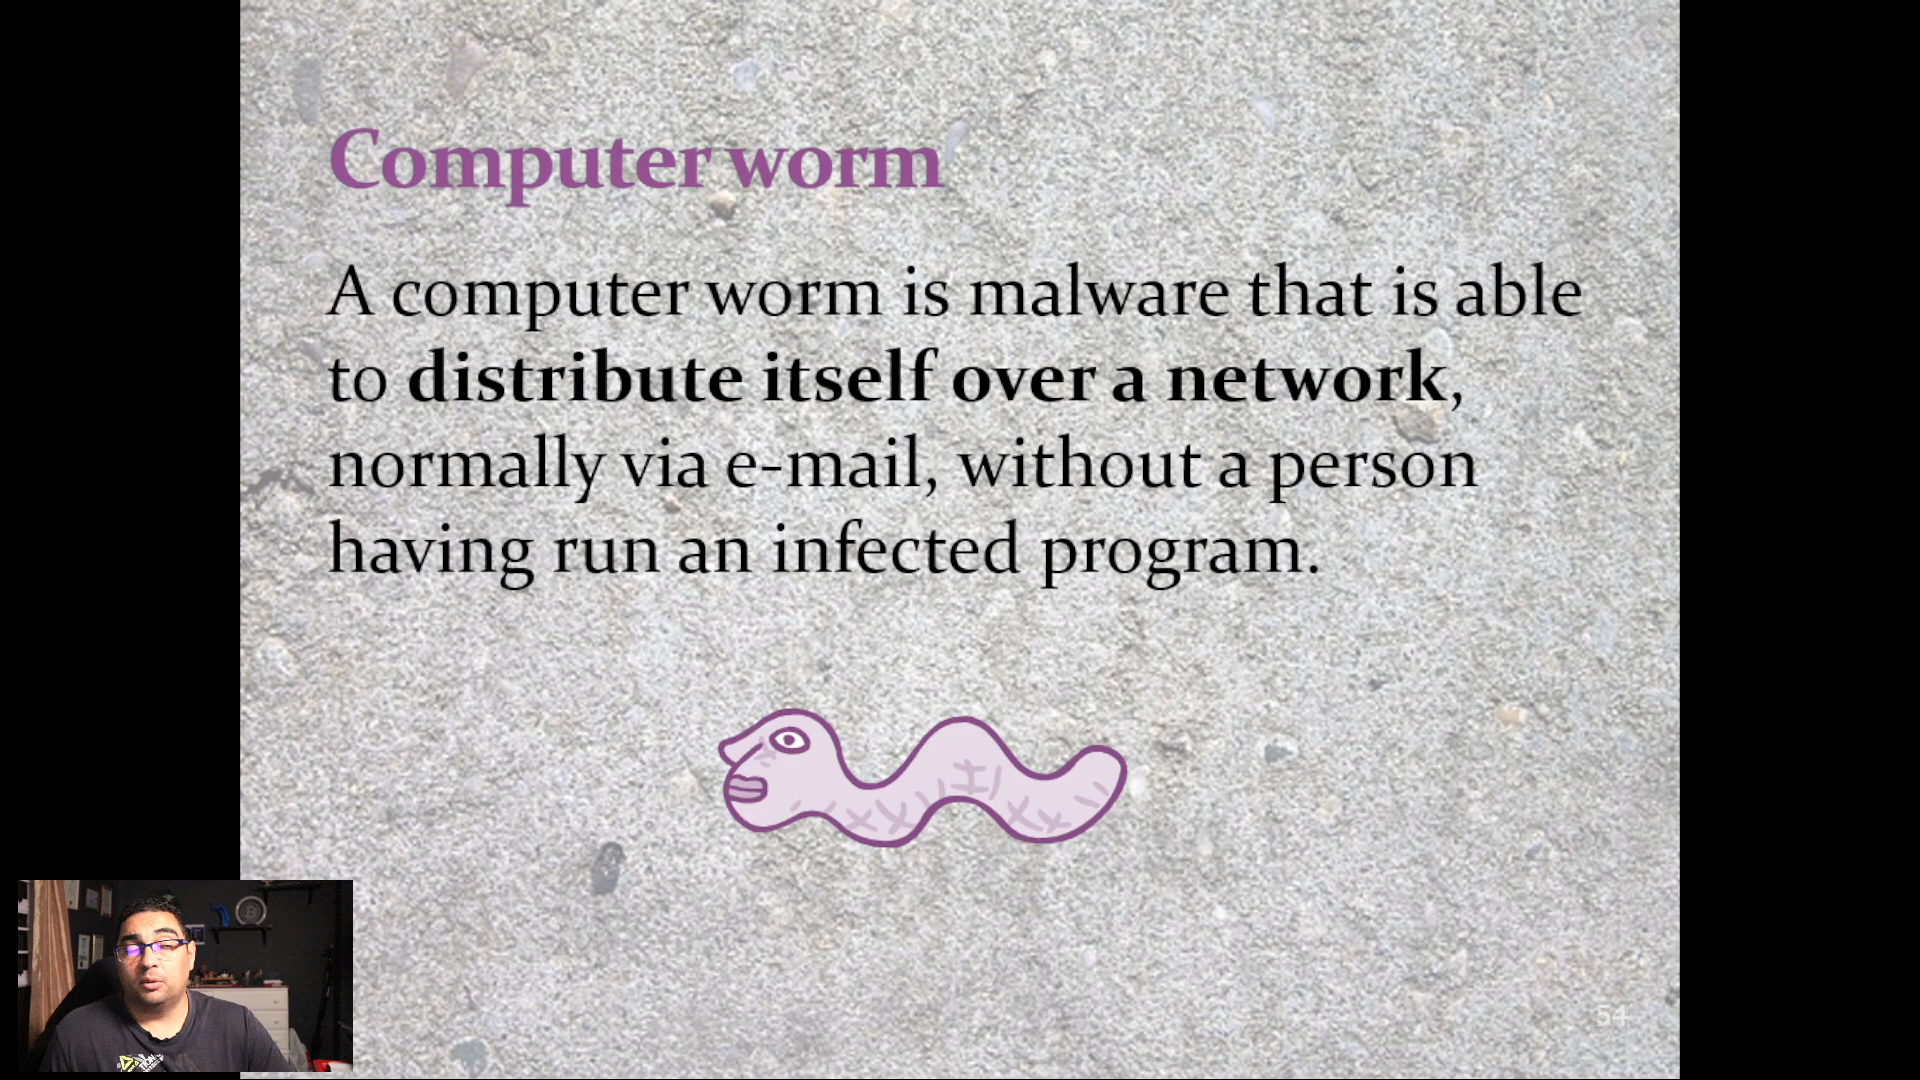 Computer worm
A computer worm is malware that is able
to distribute itself over a network,
normally via e-mail, without a person
having run an infected program.
54